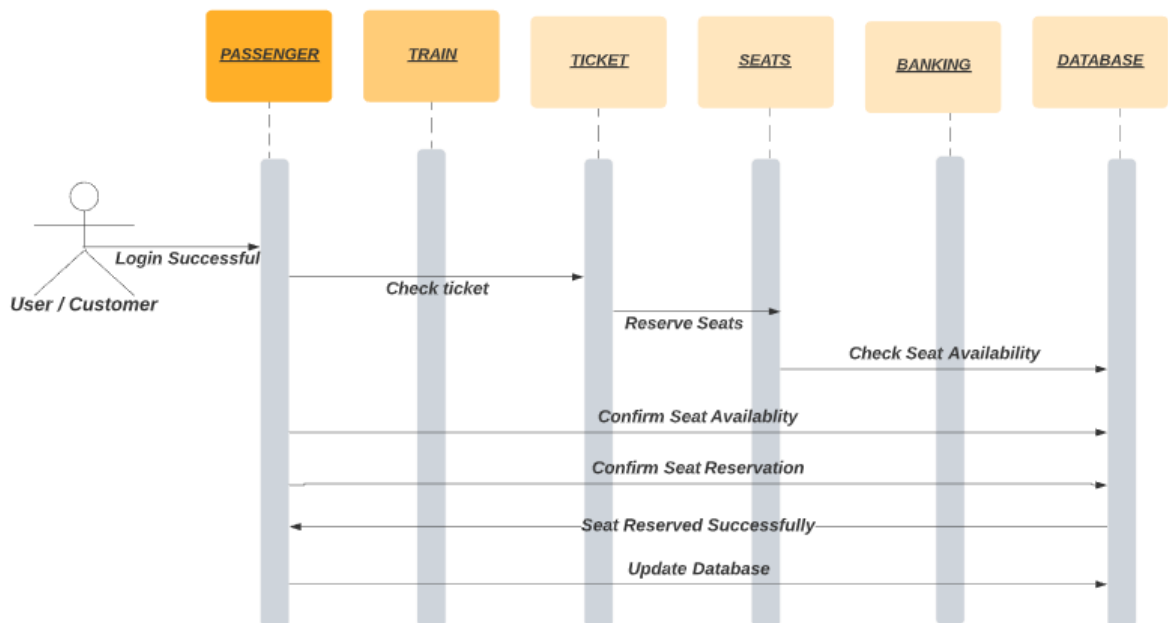 PASSENGER
TRAIN
TICKET
SEATS
BANKING
DATABASE
Login Successful
User / Customer
Check ticket
Reserve Seats
Check Seat Availability
Confirm Seat Availablity
Confirm Seat Reservation
Seat Reserved Successfully
Update Database